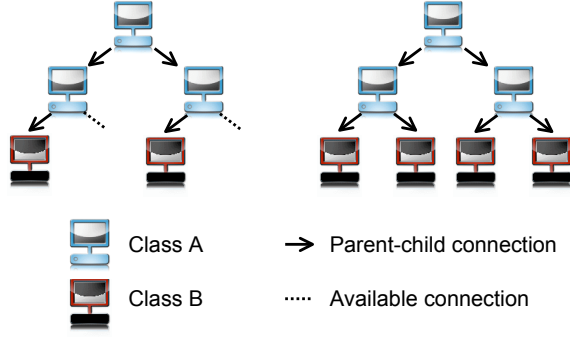 Class A
Parent-child connection
Class B
Available connection